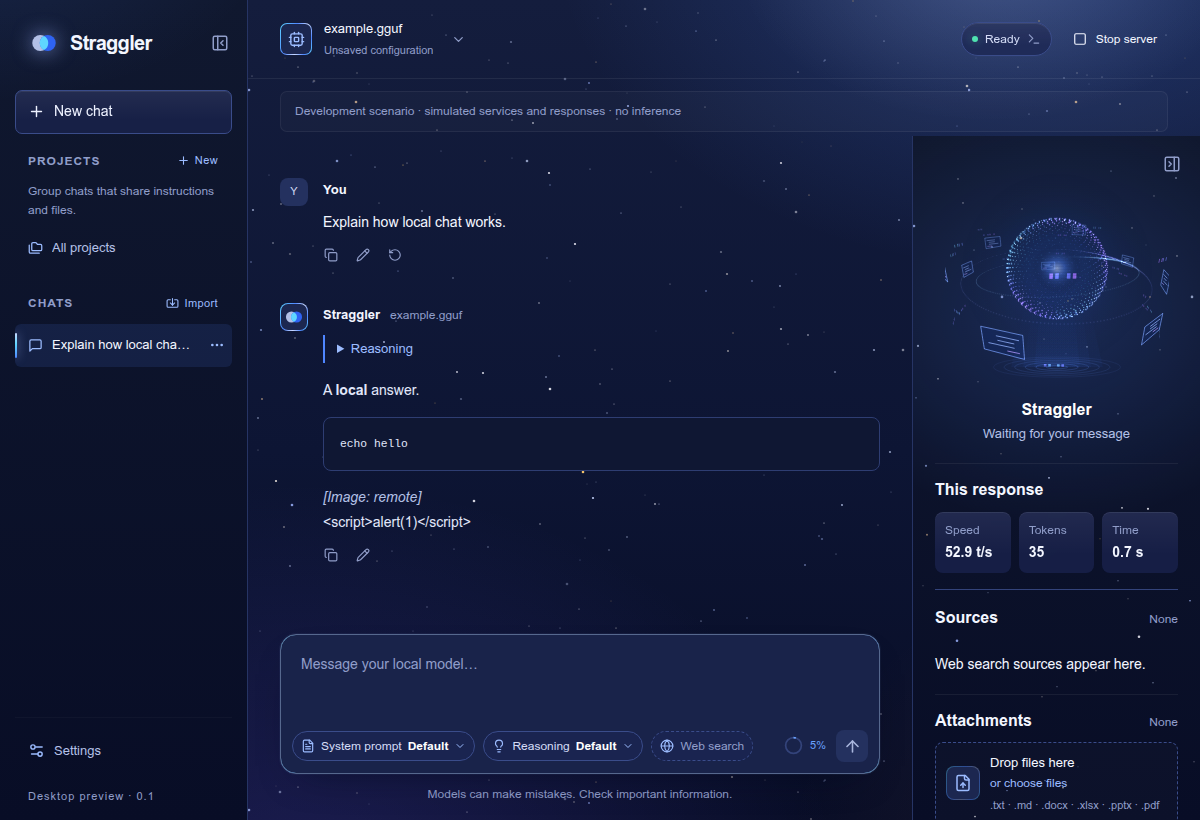 Straggler
New chat
PROJECTS
New
Group chats that share instructions
and files.
All projects
CHATS
Import
Explain how local cha…
Settings
Desktop preview · 0.1
example.gguf
Unsaved configuration
Ready
Stop server
Development scenario · simulated services and responses · no inference
Y
You
Explain how local chat works.
Straggler example.gguf
Reasoning
A local answer.
echo hello
[Image: remote]
<script>alert(1)</script>
Message your local model…
System prompt Default
Reasoning Default
Web search
5%
Models can make mistakes. Check important information.
Straggler
Waiting for your message
This response
Speed
52.9 t/s
Tokens
35
Time
0.7 s
Sources
None
Web search sources appear here.
Attachments
None
Drop files here
or choose files
.txt · .md · .docx · .xlsx · .pptx · .pdf